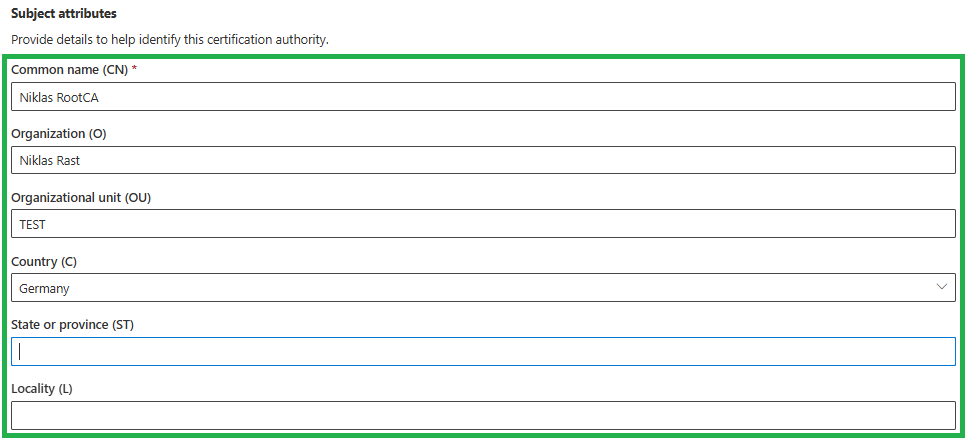 Subject attributes
Provide details to help identify this certification authority.
Common name (CN) *
Niklas RootCA
Organization (O)
Niklas Rast
Organizational unit (OU)
TEST
Country (C)
Germany
State or province (ST)
Locality (L)